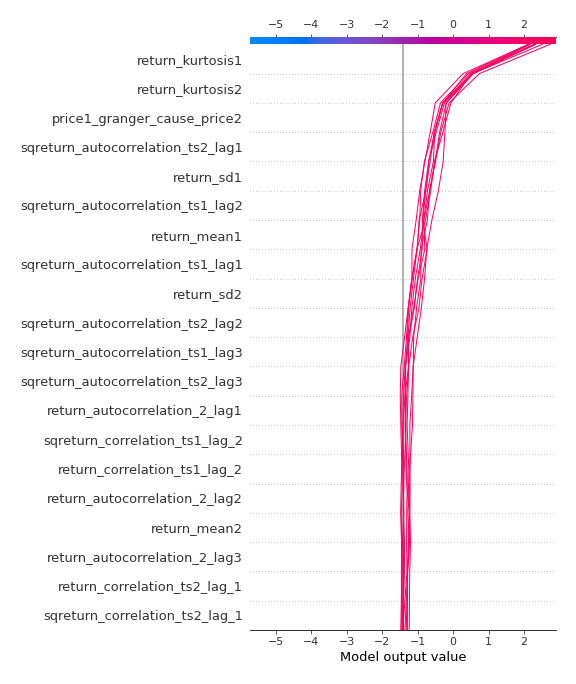 −5 −4 −3 −2 −1 0 1 2
return_kurtosis1
return_kurtosis2
price1_granger_cause_price2
sqreturn_autocorrelation_ts2_lag1
return_sd1
sqreturn_autocorrelation_ts1_lag2
return_mean1
sqreturn_autocorrelation_ts1_lag1
return_sd2
sqreturn_autocorrelation_ts2_lag2
sqreturn_autocorrelation_ts1_lag3
sqreturn_autocorrelation_ts2_lag3
return_autocorrelation_2_lag1
sqreturn_correlation_ts1_lag_2
return_correlation_ts1_lag_2
return_autocorrelation_2_lag2
return_mean2
return_autocorrelation_2_lag3
return_correlation_ts2_lag_1
sqreturn_correlation_ts2_lag_1
−5 −4 −3 −2 −1 0 1 2
Model output value